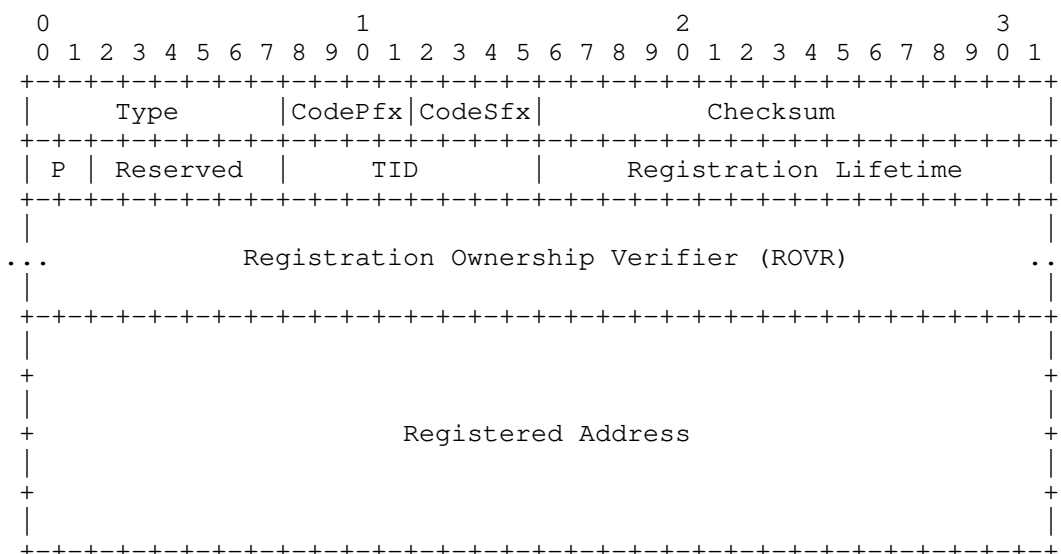 0                   1                   2                   3
 0 1 2 3 4 5 6 7 8 9 0 1 2 3 4 5 6 7 8 9 0 1 2 3 4 5 6 7 8 9 0 1
+-+-+-+-+-+-+-+-+-+-+-+-+-+-+-+-+-+-+-+-+-+-+-+-+-+-+-+-+-+-+-+-+
|     Type      |CodePfx|CodeSfx|          Checksum             |
+-+-+-+-+-+-+-+-+-+-+-+-+-+-+-+-+-+-+-+-+-+-+-+-+-+-+-+-+-+-+-+-+
| P | Reserved  |     TID       |     Registration Lifetime     |
+-+-+-+-+-+-+-+-+-+-+-+-+-+-+-+-+-+-+-+-+-+-+-+-+-+-+-+-+-+-+-+-+
|                                                               |
...            Registration Ownership Verifier (ROVR)           ..
|                                                               |
+-+-+-+-+-+-+-+-+-+-+-+-+-+-+-+-+-+-+-+-+-+-+-+-+-+-+-+-+-+-+-+-+
|                                                               |
+                                                               +
|                                                               |
+                       Registered Address                      +
|                                                               |
+                                                               +
|                                                               |
+-+-+-+-+-+-+-+-+-+-+-+-+-+-+-+-+-+-+-+-+-+-+-+-+-+-+-+-+-+-+-+-+